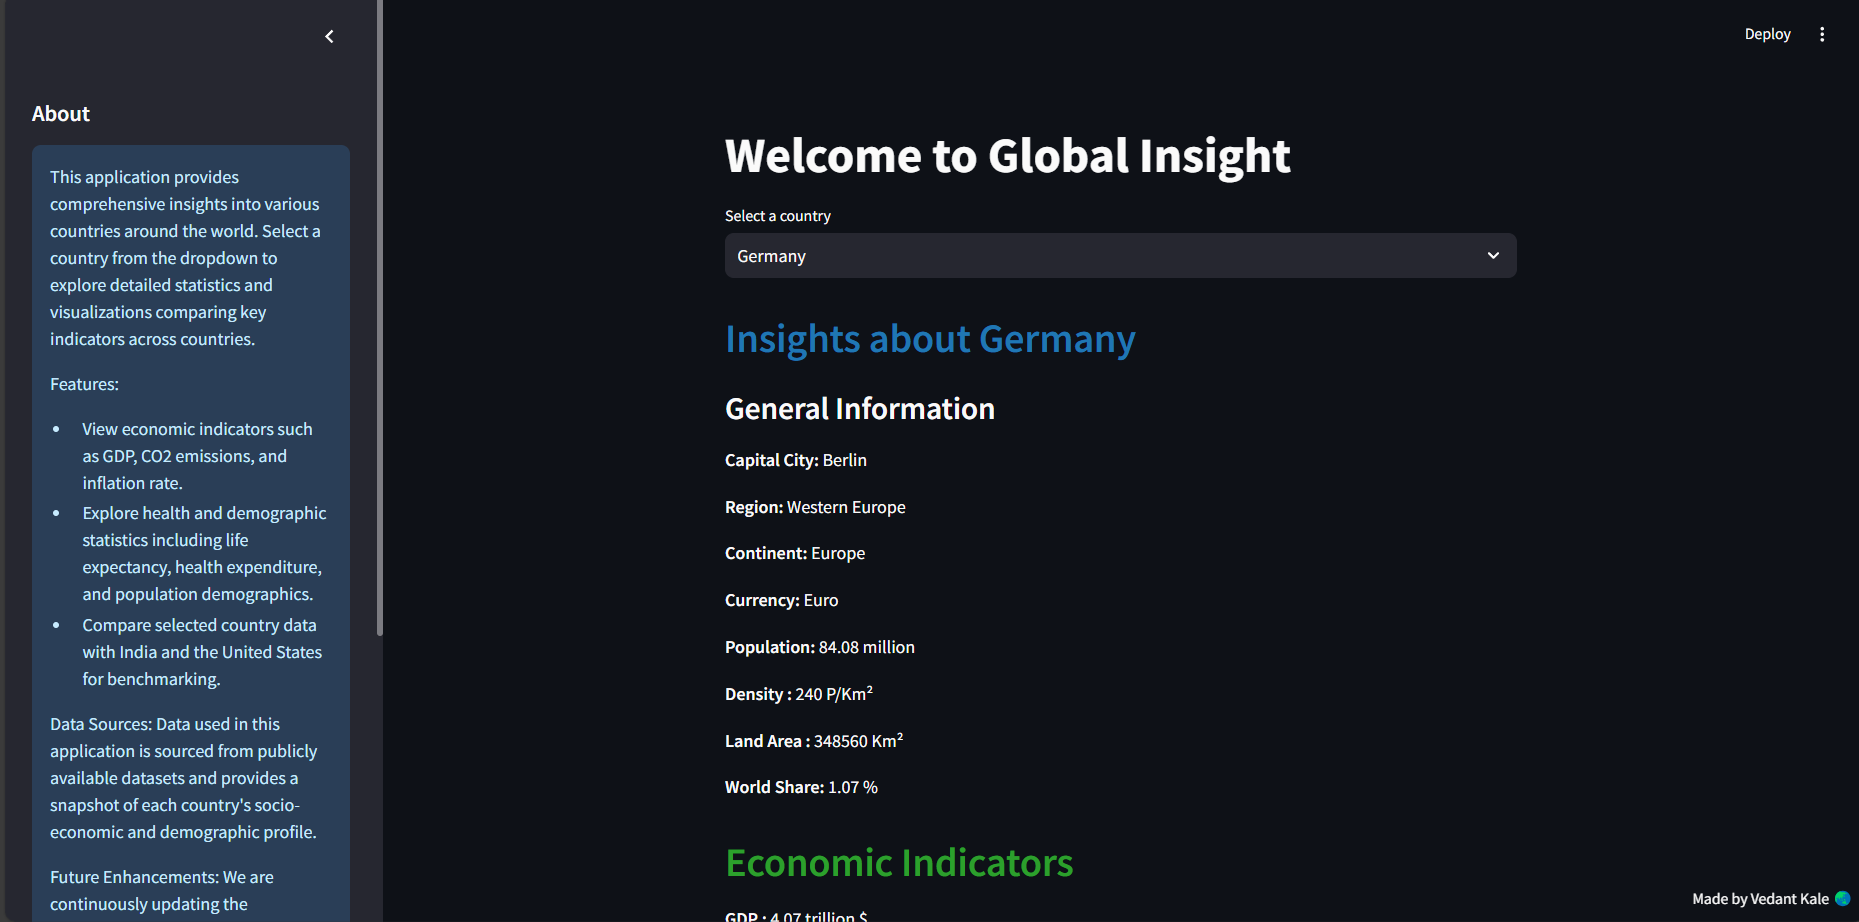 About
This application provides
comprehensive insights into various
countries around the world. Select a
country from the dropdown to
explore detailed statistics and
visualizations comparing key
indicators across countries.
Features:
• View economic indicators such
as GDP, CO2 emissions, and
inflation rate.
• Explore health and demographic
statistics including life
expectancy, health expenditure,
and population demographics.
• Compare selected country data
with India and the United States
for benchmarking.
Data Sources: Data used in this
application is sourced from publicly
available datasets and provides a
snapshot of each country's socio-
economic and demographic profile.
Future Enhancements: We are
continuously updating the
Deploy
Welcome to Global Insight
Select a country
Germany
Insights about Germany
General Information
Capital City: Berlin
Region: Western Europe
Continent: Europe
Currency: Euro
Population: 84.08 million
Density : 240 P/Km²
Land Area : 348560 Km²
World Share: 1.07 %
Economic Indicators
GDP : 4.07 trillion $
Made by Vedant Kale